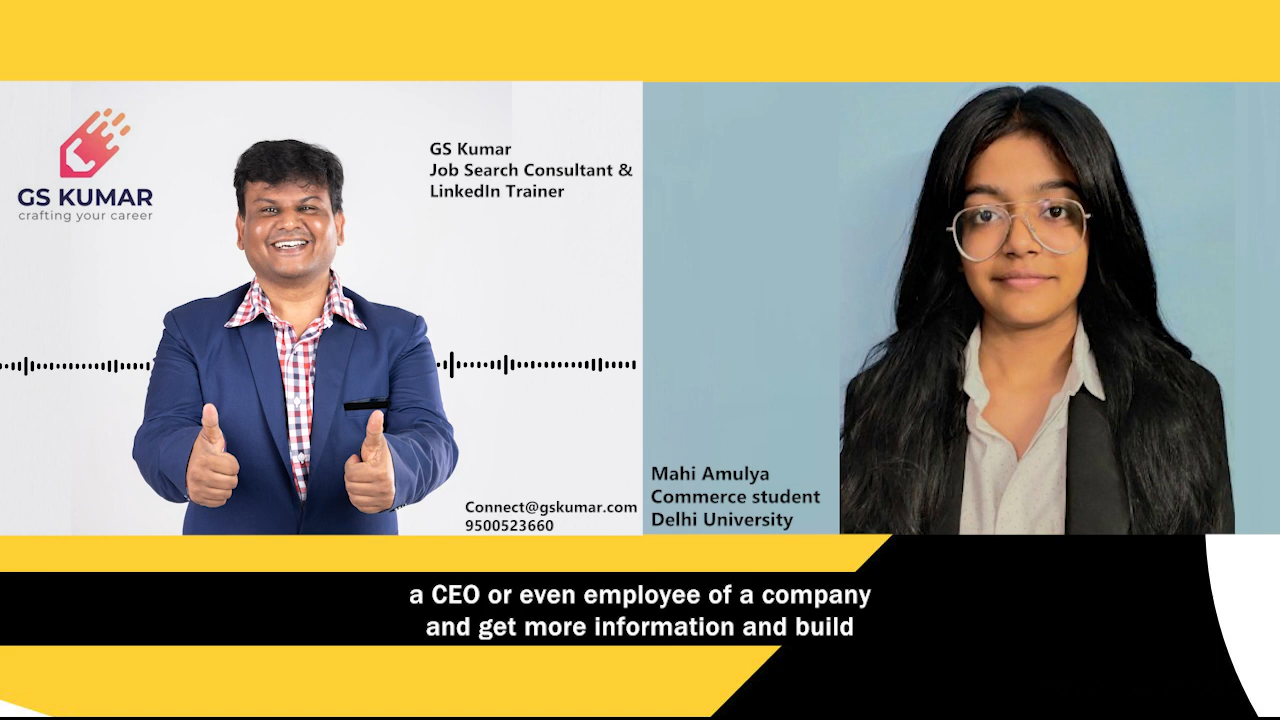 GS KUMAR
crafting your career
GS Kumar
Job Search Consultant &
LinkedIn Trainer
Connect@gskumar.com
9500523660
Mahi Amulya
Commerce student
Delhi University
a CEO or even employee of a company
and get more information and build